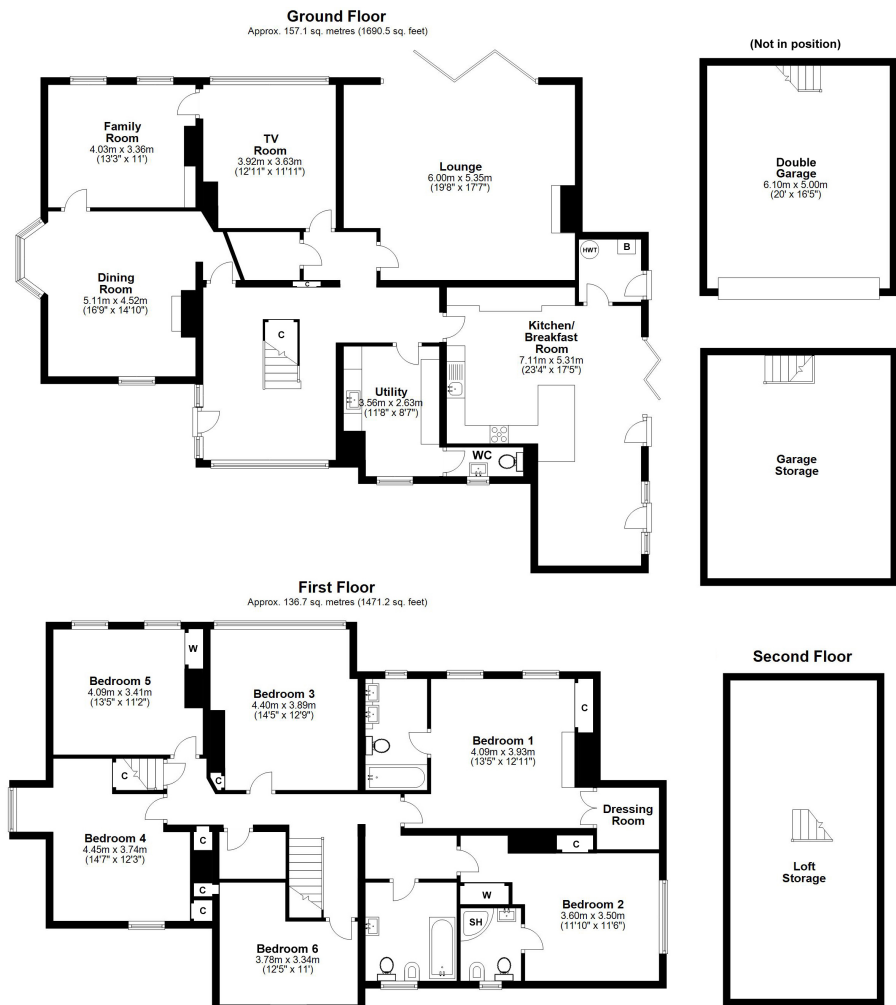 Ground Floor
Approx. 157.1 sq. metres (1690.5 sq. feet)
Family
Room
4.03m x 3.36m
(13'3" x 11')
TV
Room
3.92m x 3.63m
(12'11" x 11'11")
Lounge
6.00m x 5.35m
(19'8" x 17'7")
HWT
B
Dining
Room
5.11m x 4.52m
(16'9" x 14'10")
C
C
Kitchen/
Breakfast
Room
7.11m x 5.31m
(23'4" x 17'5")
Utility
3.56m x 2.63m
(11'8" x 8'7")
WC
(Not in position)
Double
Garage
6.10m x 5.00m
(20' x 16'5")
Garage
Storage
First Floor
Approx. 136.7 sq. metres (1471.2 sq. feet)
Bedroom 5
4.09m x 3.41m
(13'5" x 11'2")
W
Bedroom 3
4.40m x 3.89m
(14'5" x 12'9")
Bedroom 1
4.09m x 3.93m
(13'5" x 12'11")
C
C
C
Dressing
Room
Bedroom 4
4.45m x 3.74m
(14'7" x 12'3")
C
C
C
C
W
Bedroom 2
3.60m x 3.50m
(11'10" x 11'6")
SH
Bedroom 6
3.78m x 3.34m
(12'5" x 11')
Second Floor
Loft
Storage